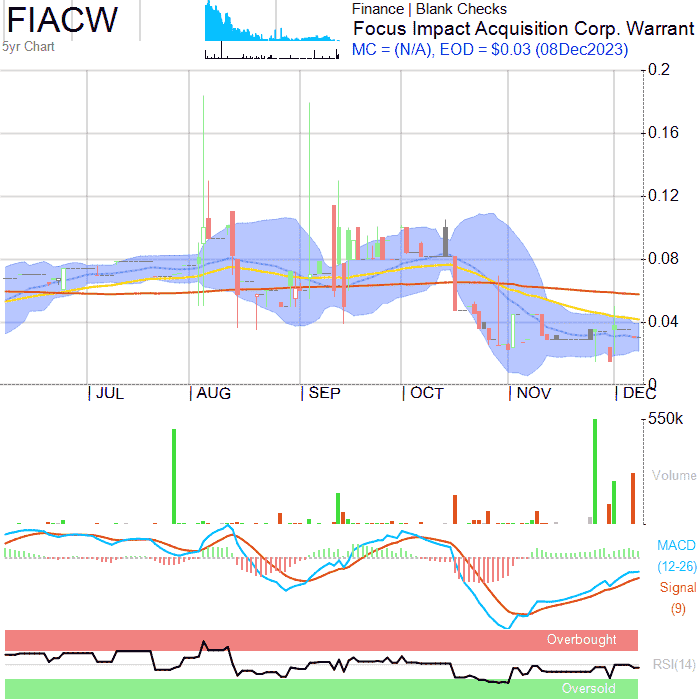 FIACW
5yr Chart
Finance | Blank Checks
Focus Impact Acquisition Corp. Warrant
MC = (N/A), EOD = $0.03 (08Dec2023)
0.2
0.16
0.12
0.08
0.04
0
JUL
AUG
SEP
OCT
NOV
DEC
550k
Volume
MACD
(12-26)
Signal
(9)
Overbought
RSI(14)
Oversold